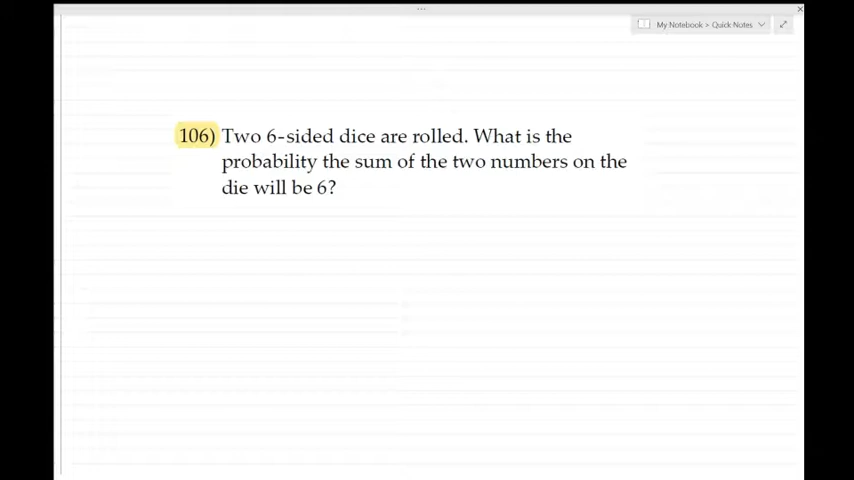 My Notebook > Quick Notes
106) Two 6-sided dice are rolled. What is the
probability the sum of the two numbers on the
die will be 6?